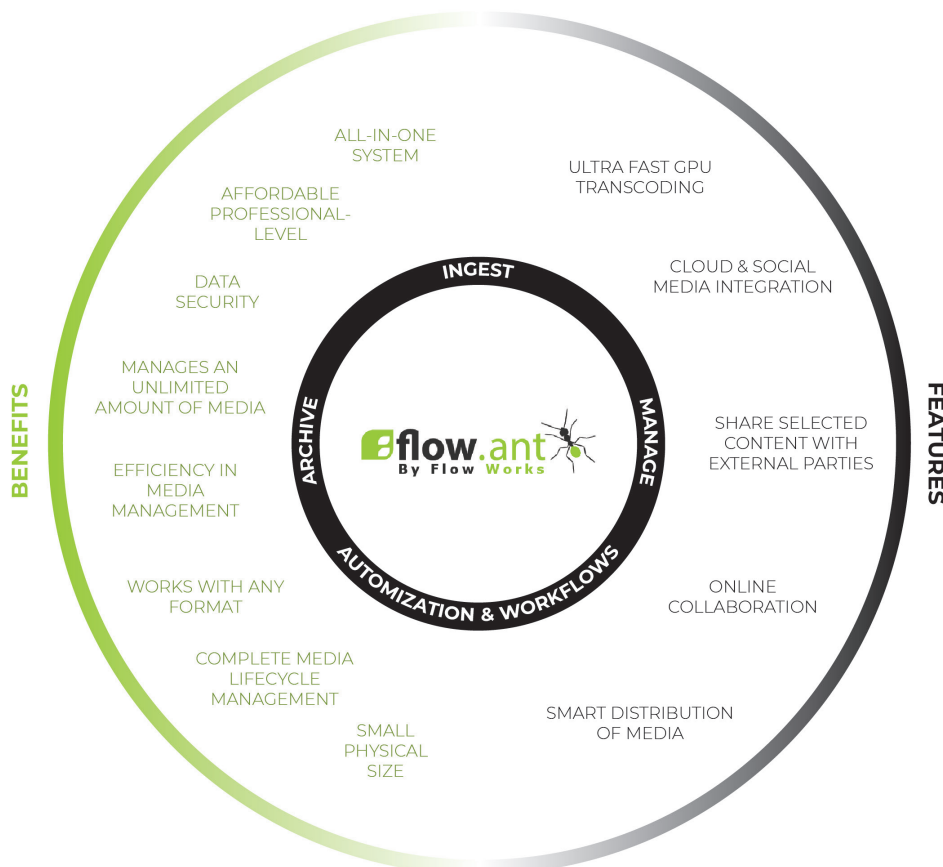 ALL-IN-ONE
SYSTEM
AFFORDABLE
PROFESSIONAL-
LEVEL
DATA
SECURITY
MANAGES AN
UNLIMITED
AMOUNT OF MEDIA
EFFICIENCY IN
MEDIA
MANAGEMENT
WORKS WITH ANY
FORMAT
COMPLETE MEDIA
LIFECYCLE
MANAGEMENT
SMALL
PHYSICAL
SIZE
BENEFITS
INGEST
MANAGE
AUTOMIZATION & WORKFLOWS
ARCHIVE
flow.ant
By Flow Works
ULTRA FAST GPU
TRANSCODING
CLOUD & SOCIAL
MEDIA INTEGRATION
SHARE SELECTED
CONTENT WITH
EXTERNAL PARTIES
ONLINE
COLLABORATION
SMART DISTRIBUTION
OF MEDIA
FEATURES